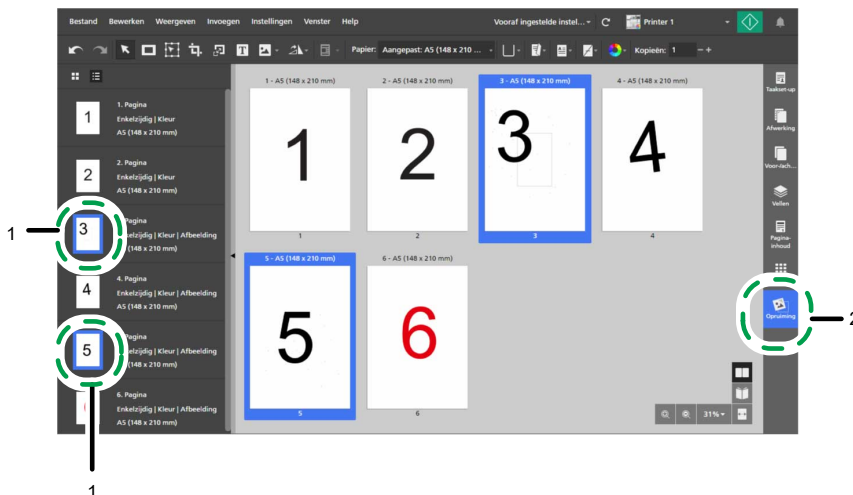 Bestand Bewerken Weergeven Invoegen Instellingen Venster Help Vooraf ingestelde instel... Printer 1
Papier: Aangepast: A5 (148 x 210 ... Kopieën: 1
1. Pagina
Enkelzijdig | Kleur
A5 (148 x 210 mm)
1
2. Pagina
Enkelzijdig | Kleur
A5 (148 x 210 mm)
2
Pagina
elzijdig | Kleur | Afbeelding
(148 x 210 mm)
3
1
4. Pagina
Enkelzijdig | Kleur | Afbeelding
A5 (148 x 210 mm)
4
Pagina
elzijdig | Kleur | Afbeelding
(148 x 210 mm)
5
1
6. Pagina
Enkelzijdig | Kleur | Afbeelding
A5 (148 x 210 mm)
1 - A5 (148 x 210 mm)
1
1
2 - A5 (148 x 210 mm)
2
2
3 - A5 (148 x 210 mm)
3
3
4 - A5 (148 x 210 mm)
4
4
5 - A5 (148 x 210 mm)
5
5
6 - A5 (148 x 210 mm)
6
6
31%
Taakset-up
Afwerking
Voor-/ach...
Vellen
Pagina-
inhoud
Opruiming
2